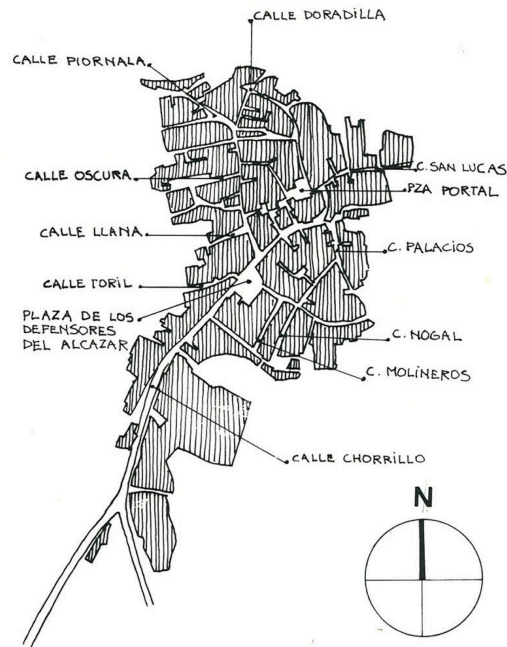 CALLE DORADILLA
CALLE PIORNALA
C. SAN LUCAS
CALLE OSCURA
PZA PORTAL
CALLE LLANA
C. PALACIOS
CALLE TORIL
PLAZA DE LOS
DEFENSORES
DEL ALCAZAR
C. NOGAL
C. MOLINEROS
CALLE CHORRILLO
N